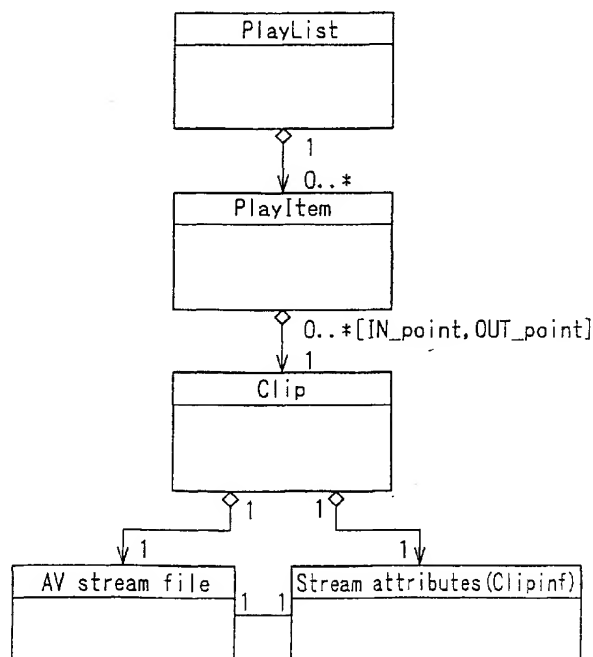 PlayList
1
0..*
PlayItem
0..*[IN_point,OUT_point]
1
Clip
1
1
1
1
AV stream file
Stream attributes(Clipinf)
1
1